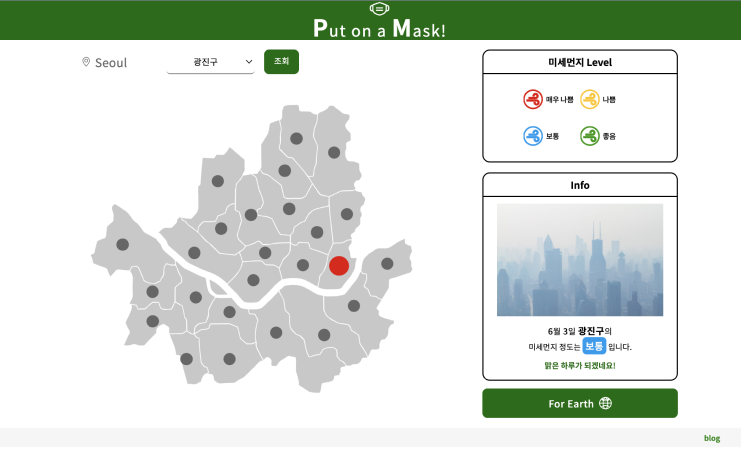 Put on a Mask!
Seoul
광진구
조회
미세먼지 Level
매우 나쁨
나쁨
보통
좋음
Info
6월 3일 광진구의
미세먼지 정도는 보통 입니다.
맑은 하루가 되겠네요!
For Earth
blog